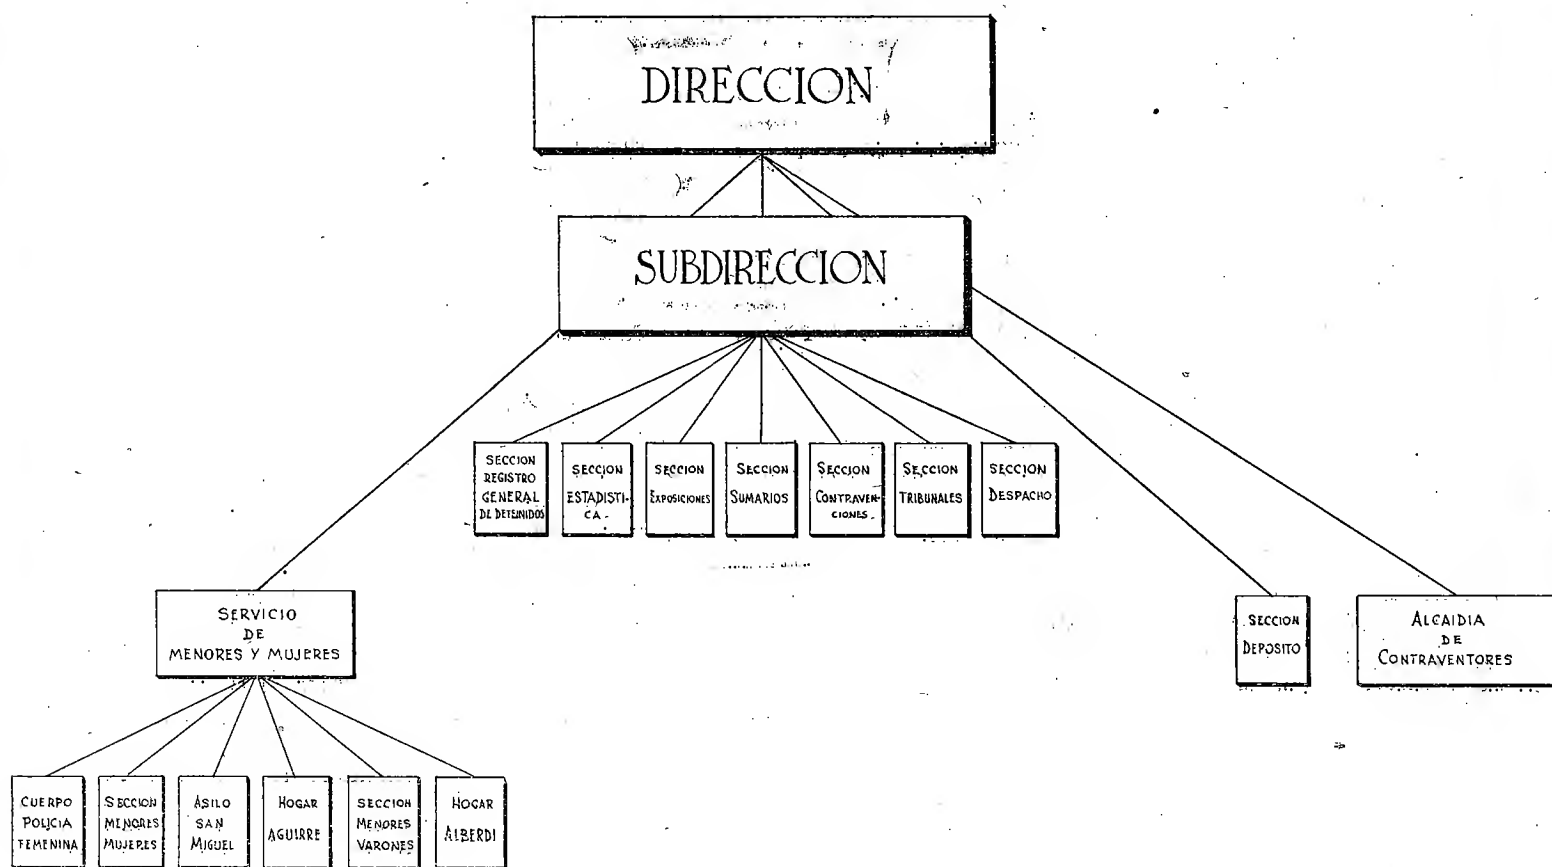 DIRECCION
SUBDIRECCION
SECCION
REGISTRO
GENERAL
DE DETENIDOS
SECCION
ESTADISTI-
CA
SECCION
EXPOSICIONES
SECCION
SUMARIOS
SECCION
CONTRAVEN-
CIONES
SECCION
TRIBUNALES
SECCION
DESPACHO
SERVICIO
DE
MENORES Y MUJERES
SECCION
DEPOSITO
ALCAIDIA
DE
CONTRAVENTORES
CUERPO
POLICIA
FEMENINA
SECCION
MENORES
MUJERES
ASILO
SAN
MIGUEL
HOGAR
AGUIRRE
SECCION
MENORES
VARONES
HOGAR
ALBERDI